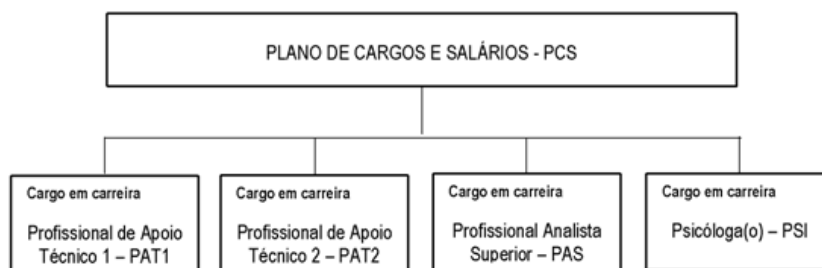 PLANO DE CARGOS E SALÁRIOS - PCS
Cargo em carreira
Profissional de Apoio
Técnico 1 – PAT1
Cargo em carreira
Profissional de Apoio
Técnico 2 – PAT2
Cargo em carreira
Profissional Analista
Superior – PAS
Cargo em carreira
Psicóloga(o) – PSI